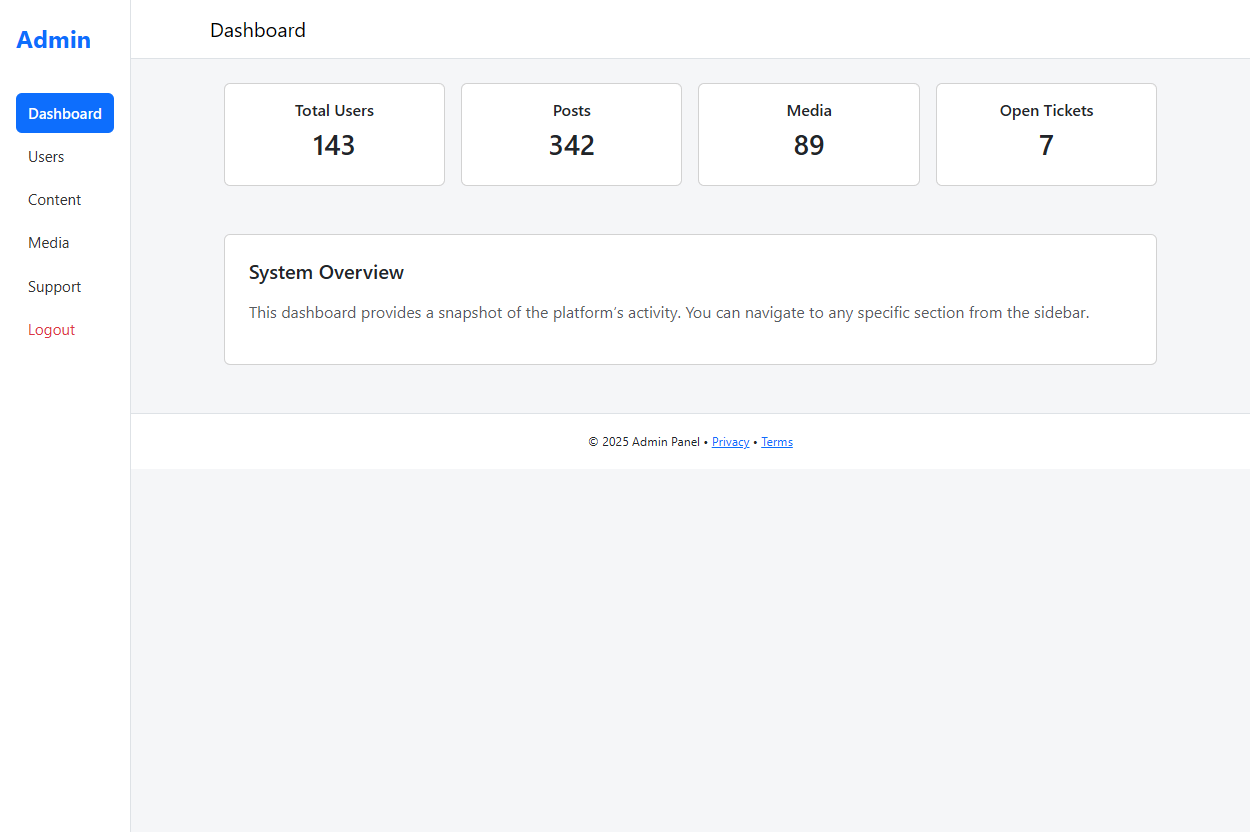 Admin
Dashboard
Users
Content
Media
Support
Logout
Dashboard
Total Users
143
Posts
342
Media
89
Open Tickets
7
System Overview
This dashboard provides a snapshot of the platform’s activity. You can navigate to any specific section from the sidebar.
© 2025 Admin Panel • Privacy • Terms